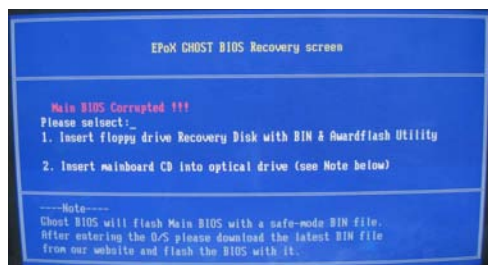 EPoX GHOST BIOS Recovery screen
Main BIOS Corrupted !!!
Please selsect:_
1. Insert floppy drive Recovery Disk with BIN & Awardflash Utility
2. Insert mainboard CD into optical drive (see Note below)
----Note----
Ghost BIOS will flash Main BIOS with a safe-mode BIN file.
After entering the O/S please download the latest BIN file
from our website and flash the BIOS with it.